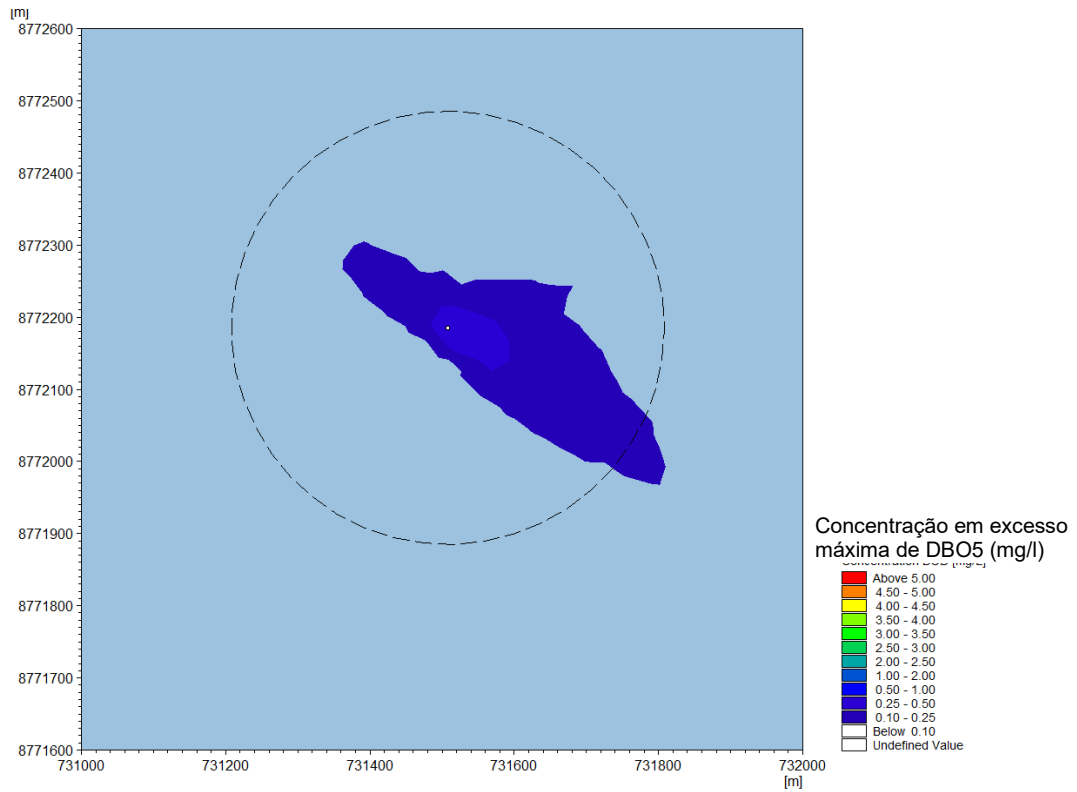 [m]
8772600
8772500
8772400
8772300
8772200
8772100
8772000
8771900
8771800
8771700
8771600
731000 731200 731400 731600 731800 732000
[m]
Concentração em excesso
máxima de DBO5 (mg/l)
Concentration BOD [mg/L]
Above 5.00
4.50 - 5.00
4.00 - 4.50
3.50 - 4.00
3.00 - 3.50
2.50 - 3.00
2.00 - 2.50
1.00 - 2.00
0.50 - 1.00
0.25 - 0.50
0.10 - 0.25
Below 0.10
Undefined Value